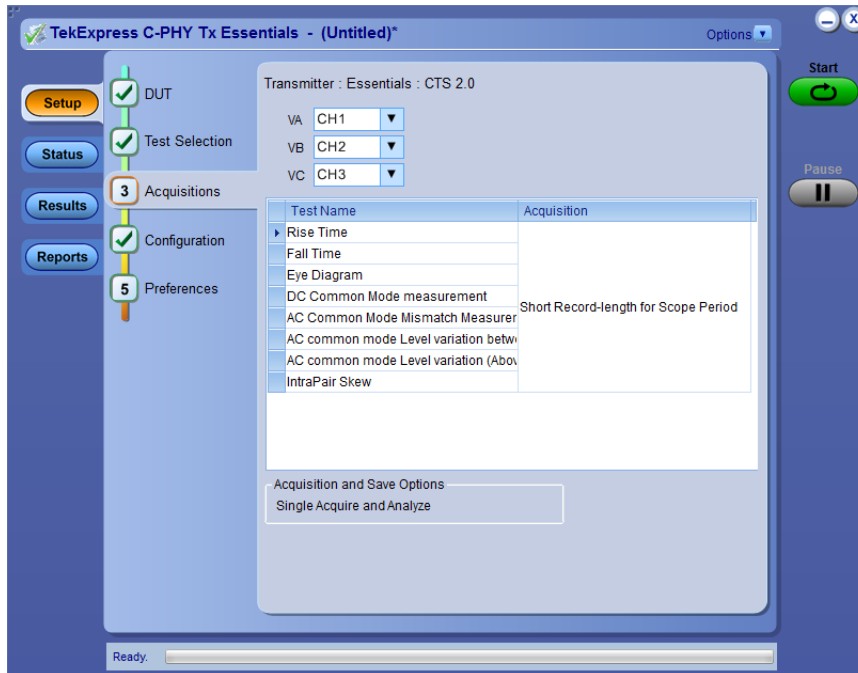 TekExpress C-PHY Tx Essentials - (Untitled)*
Options
X
Start
Pause
Setup
Status
Results
Reports
DUT
Test Selection
3 Acquisitions
Configuration
5 Preferences
Transmitter : Essentials : CTS 2.0
VA CH1
VB CH2
VC CH3
Test Name Acquisition
Rise Time
Fall Time
Eye Diagram
DC Common Mode measurement
Short Record-length for Scope Period
AC Common Mode Mismatch Measurer
AC common mode Level variation betw
AC common mode Level variation (Abov
IntraPair Skew
Acquisition and Save Options
Single Acquire and Analyze
Ready.